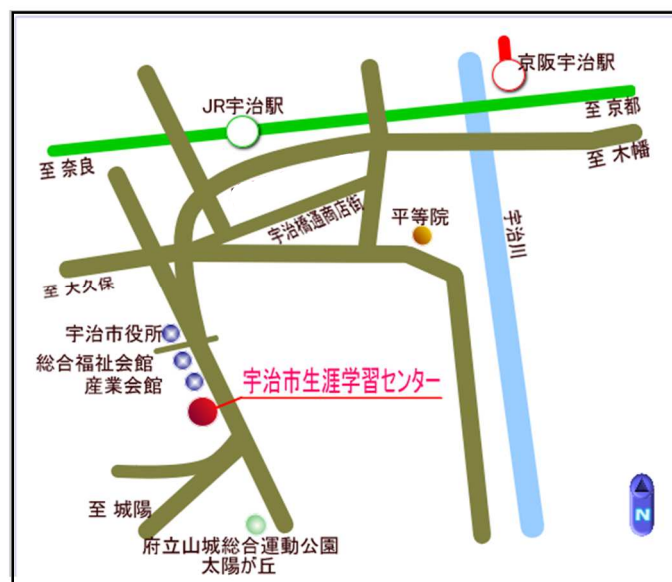 京阪宇治駅
JR宇治駅
至 京都
至 奈良
至 木幡
宇治橋通商店街
平等院
宇治川
至 大久保
宇治市役所
総合福祉会館
産業会館
宇治市生涯学習センター
至 城陽
府立山城総合運動公園
太陽が丘
N